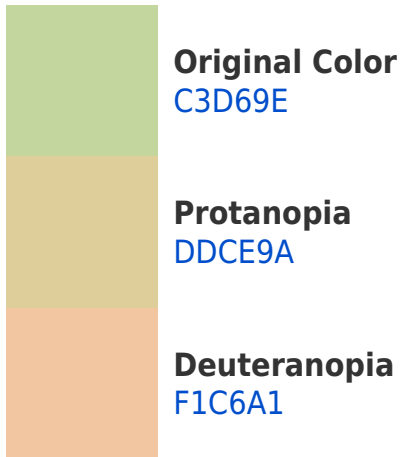 Original Color
C3D69E
Protanopia
DDCE9A
Deuteranopia
F1C6A1